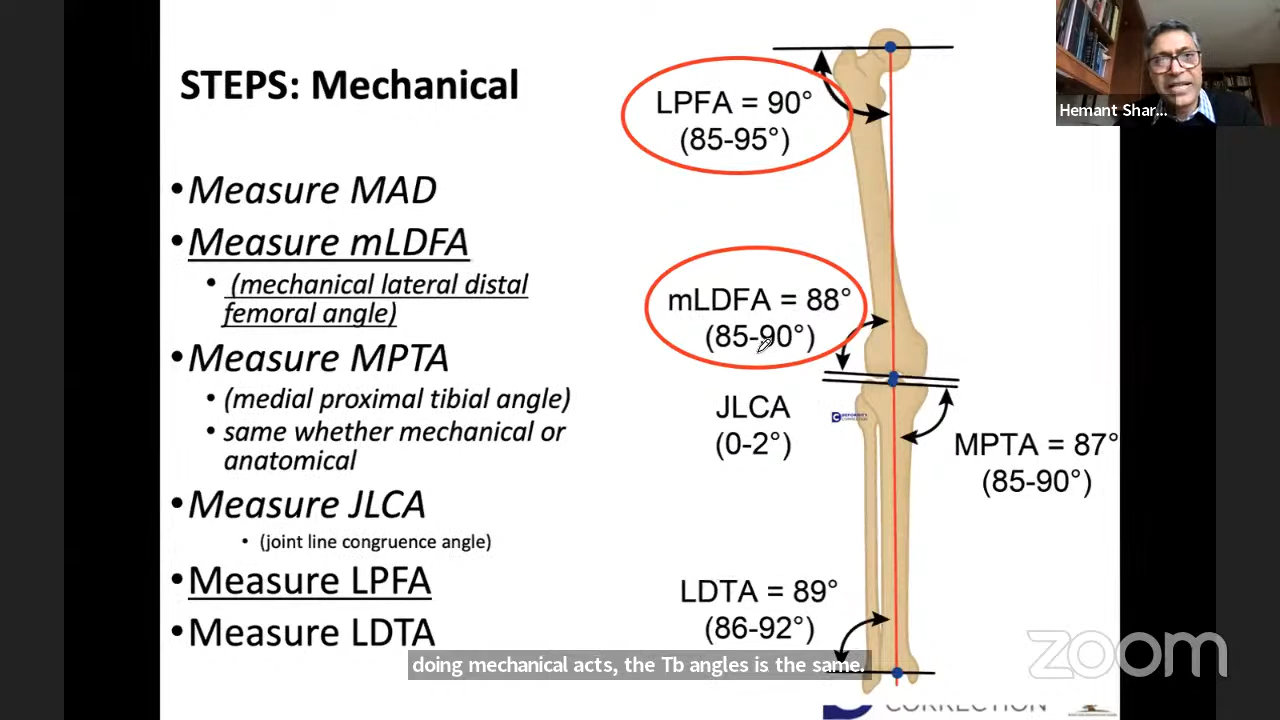 STEPS: Mechanical
•Measure MAD
•Measure mLDFA
• (mechanical lateral distal
femoral angle)
•Measure MPTA
• (medial proximal tibial angle)
• same whether mechanical or
anatomical
•Measure JLCA
• (joint line congruence angle)
•Measure LPFA
•Measure LDTA
LPFA = 90°
(85-95°)
mLDFA = 88°
(85-90°)
JLCA
(0-2°)
DEFORMITY
CORRECTION
MPTA = 87°
(85-90°)
LDTA = 89°
(86-92°)
Hemant Shar...
doing mechanical acts, the Tb angles is the same.
zoom
CORRECTION